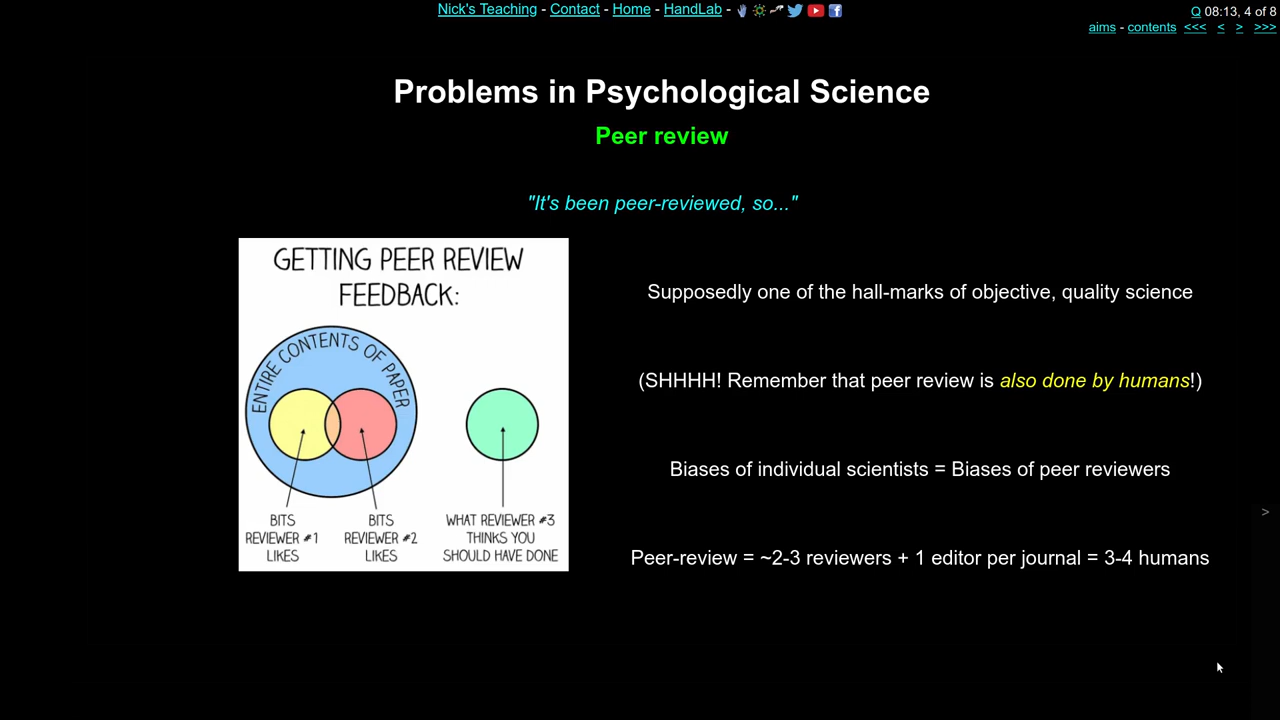 Nick's Teaching - Contact - Home - HandLab -
Q 08:13, 4 of 8
aims - contents <<< < > >>>
Problems in Psychological Science
Peer review
"It's been peer-reviewed, so..."
GETTING PEER REVIEW
FEEDBACK:
ENTIRE CONTENTS OF PAPER
BITS
REVIEWER #1
LIKES
BITS
REVIEWER #2
LIKES
WHAT REVIEWER #3
THINKS YOU
SHOULD HAVE DONE
Supposedly one of the hall-marks of objective, quality science
(SHHHH! Remember that peer review is also done by humans!)
Biases of individual scientists = Biases of peer reviewers
Peer-review = ~2-3 reviewers + 1 editor per journal = 3-4 humans
>